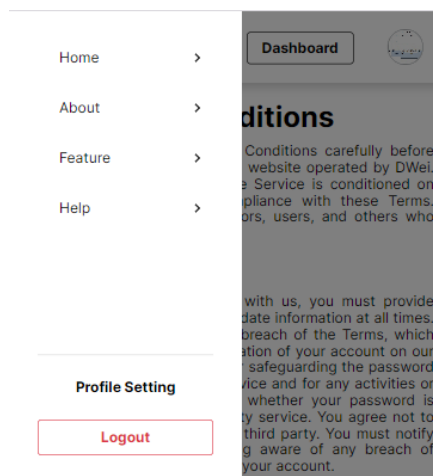 Home
About
Feature
Help
Profile Setting
Logout
Dashboard
ditions
Conditions carefully before
website operated by DWei.
e Service is conditioned on
pliance with these Terms.
ors, users, and others who
with us, you must provide
date information at all times.
breach of the Terms, which
ation of your account on our
safeguarding the password
vice and for any activities or
whether your password is
ty service. You agree not to
third party. You must notify
g aware of any breach of
your account.